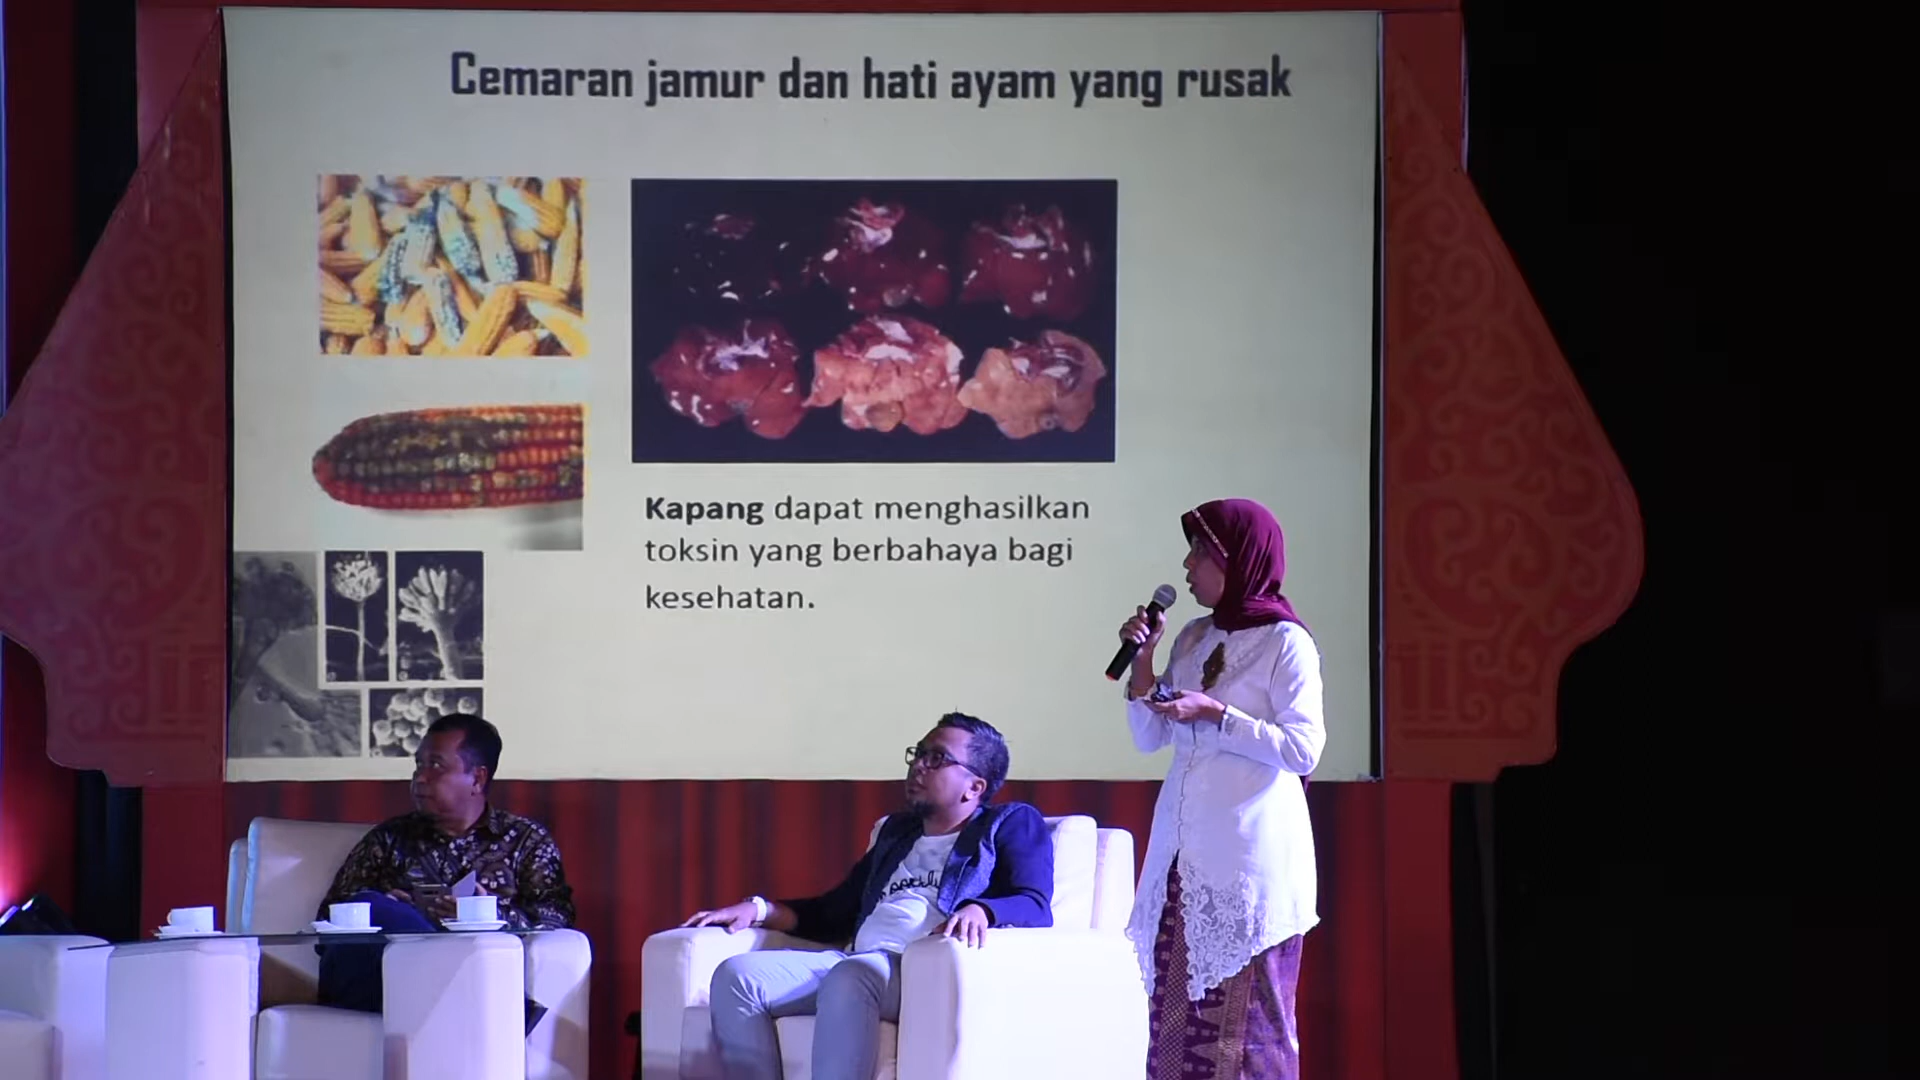 Cemaran jamur dan hati ayam yang rusak
Kapang dapat menghasilkan
toksin yang berbahaya bagi
kesehatan.